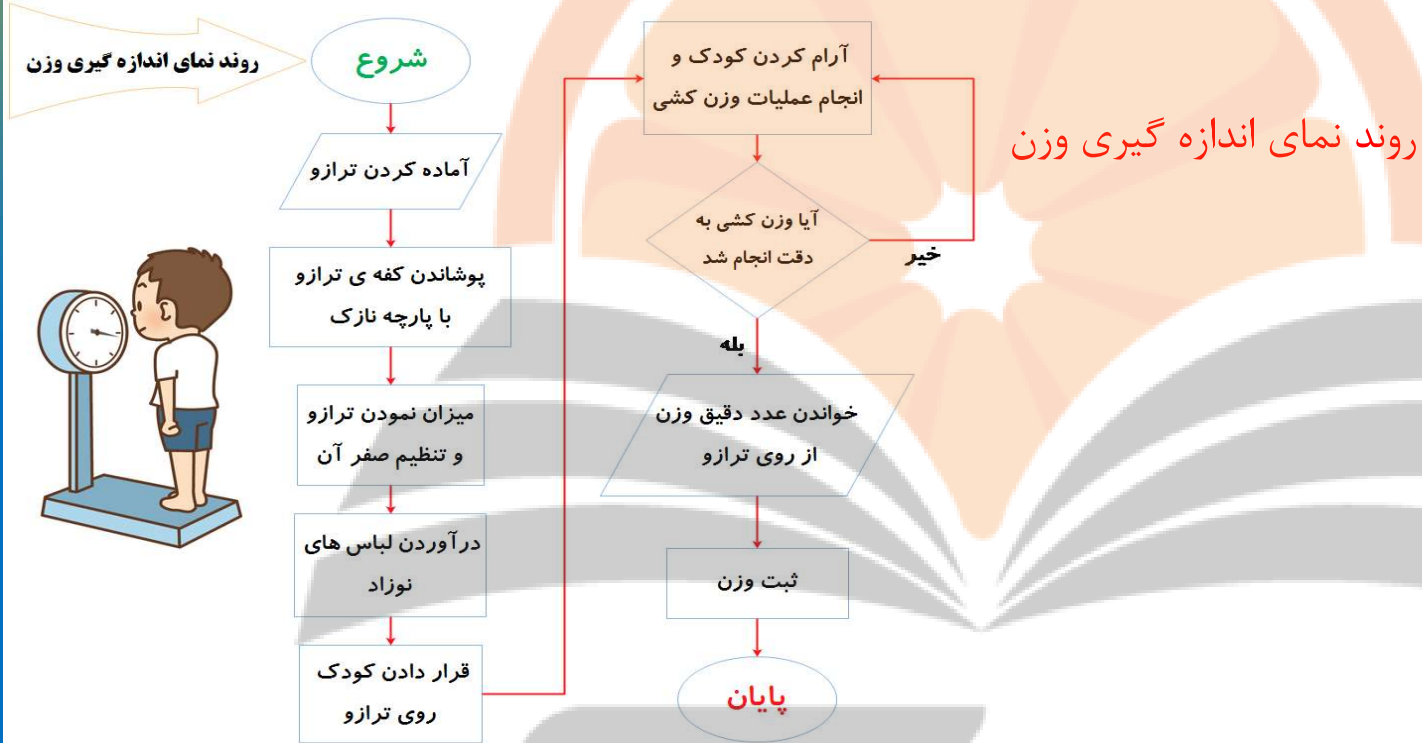 روند نمای اندازه گیری وزن
شروع
آماده کردن ترازو
پوشاندن کفه ی ترازو
با پارچه نازک
میزان نمودن ترازو
و تنظیم صفر آن
درآوردن لباس های
نوزاد
قرار دادن کودک
روی ترازو
آرام کردن کودک و
انجام عملیات وزن کشی
آیا وزن کشی به
دقت انجام شد
خیر
بله
خواندن عدد دقیق وزن
از روی ترازو
ثبت وزن
پایان
روند نمای اندازه گیری وزن